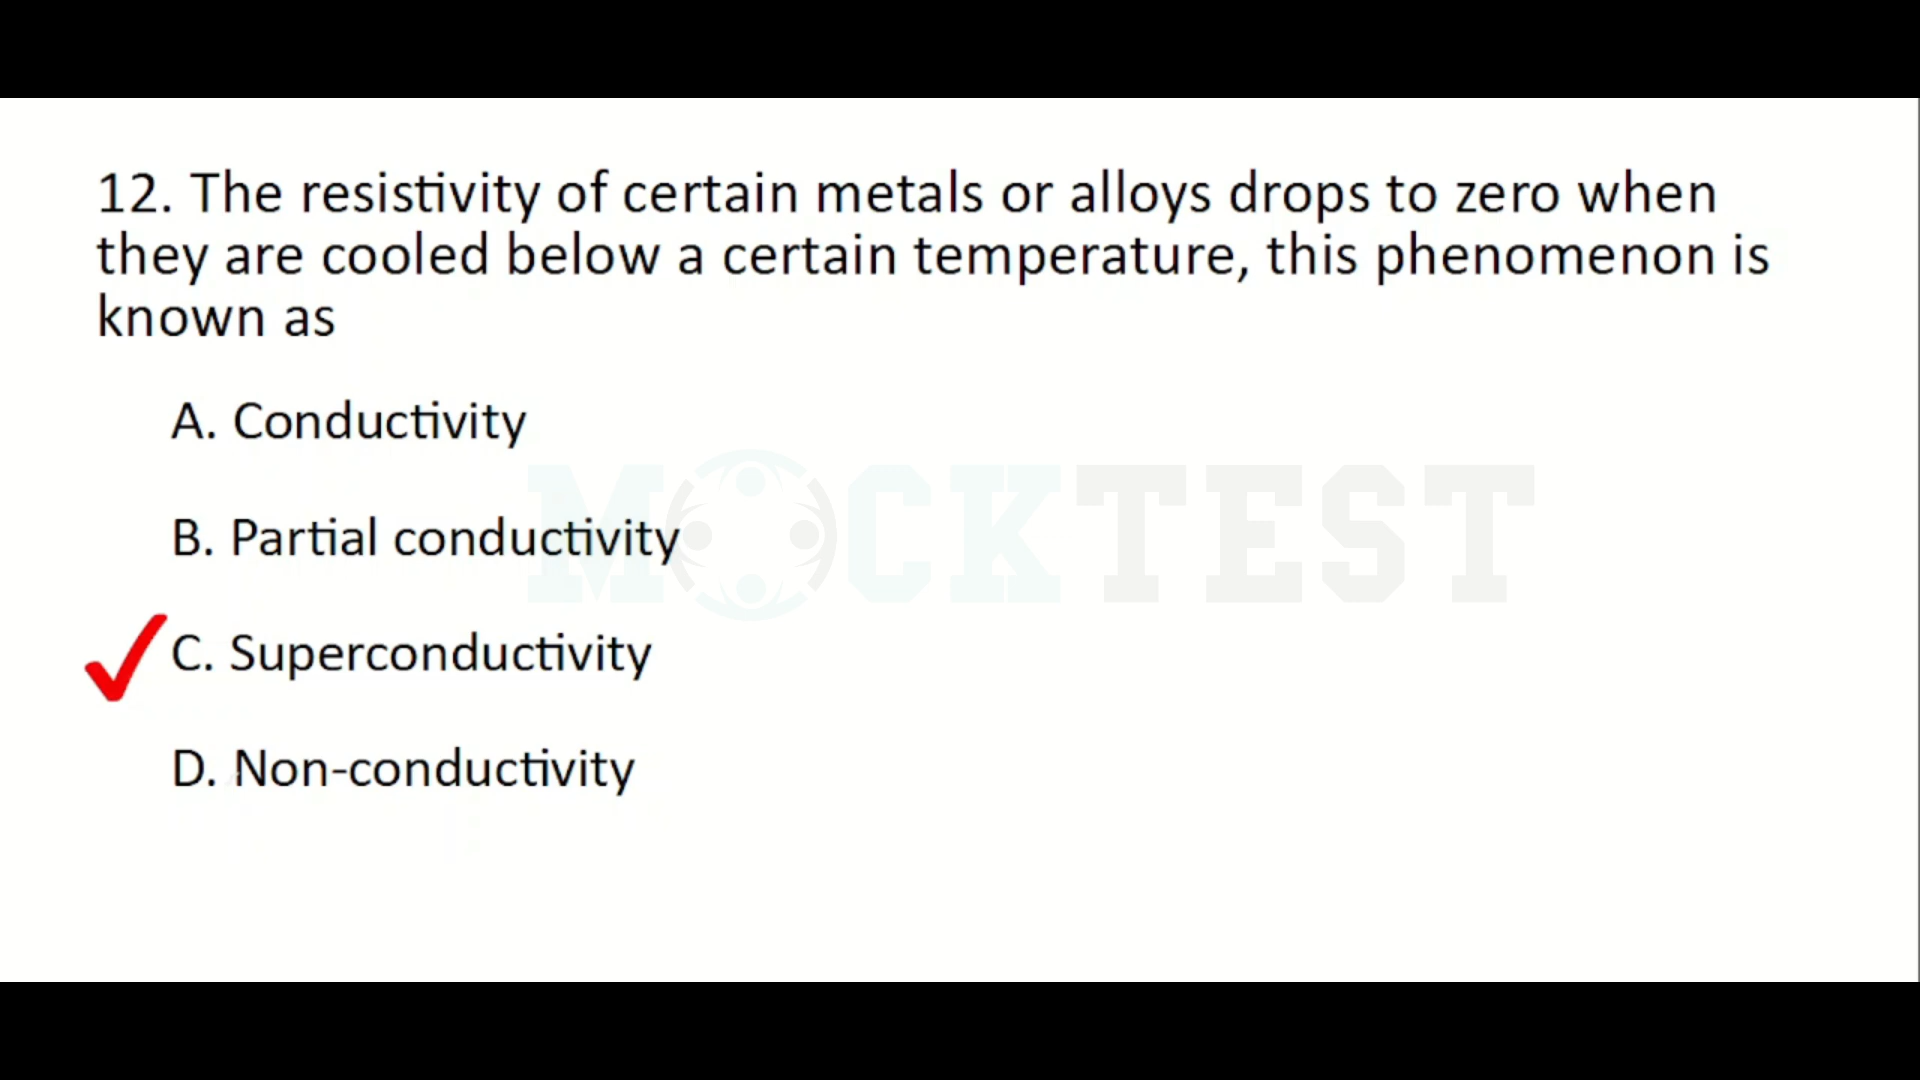 12. The resistivity of certain metals or alloys drops to zero when
they are cooled below a certain temperature, this phenomenon is
known as
A. Conductivity
B. Partial conductivity
C. Superconductivity
D. Non-conductivity
MOCKTEST